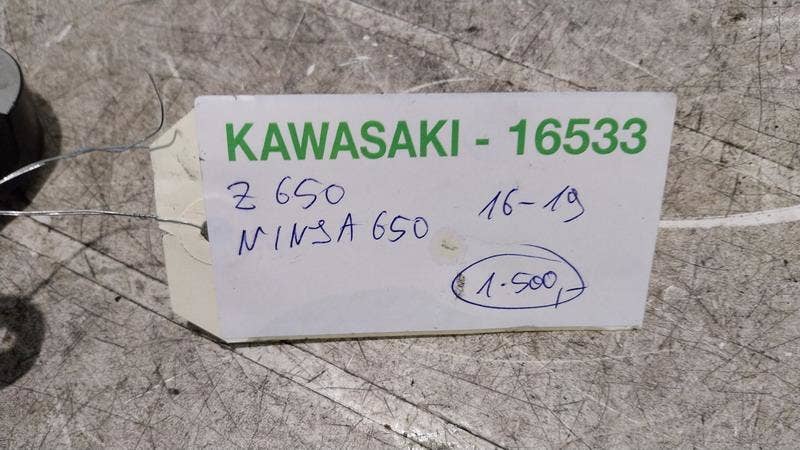 KAWASAKI - 16533
Z 650
16-19
NINJA 650
1.500,-